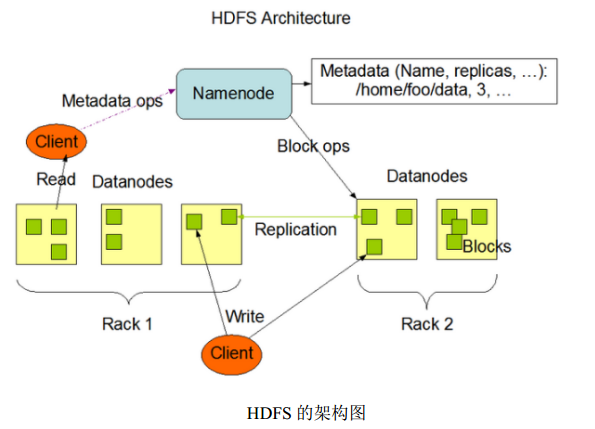 HDFS Architecture
Metadata (Name, replicas, …):
/home/foo/data, 3, …
Namenode
Metadata ops
Client
Block ops
Read
Datanodes
Datanodes
Replication
Blocks
Rack 1
Write
Rack 2
Client
HDFS 的架构图